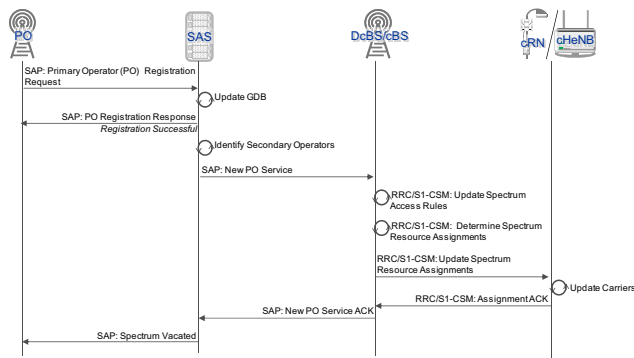 PO
SAS
DcBS/cBS
cRN
cHeNB
SAP: Primary Operator (PO) Registration
Request
Update GDB
SAP: PO Registration Response
Registration Successful
Identify Secondary Operators
SAP: New PO Service
RRC/S1-CSM: Update Spectrum
Access Rules
RRC/S1-CSM: Determine Spectrum
Resource Assignments
RRC/S1-CSM: Update Spectrum
Resource Assignments
Update Carriers
RRC/S1-CSM: Assignment ACK
SAP: New PO Service ACK
SAP: Spectrum Vacated